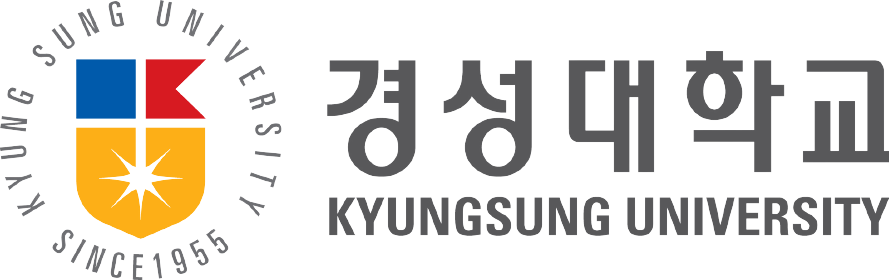 KYUNG SUNG UNIVERSITY
SINCE1955
경성대학교
KYUNGSUNG UNIVERSITY